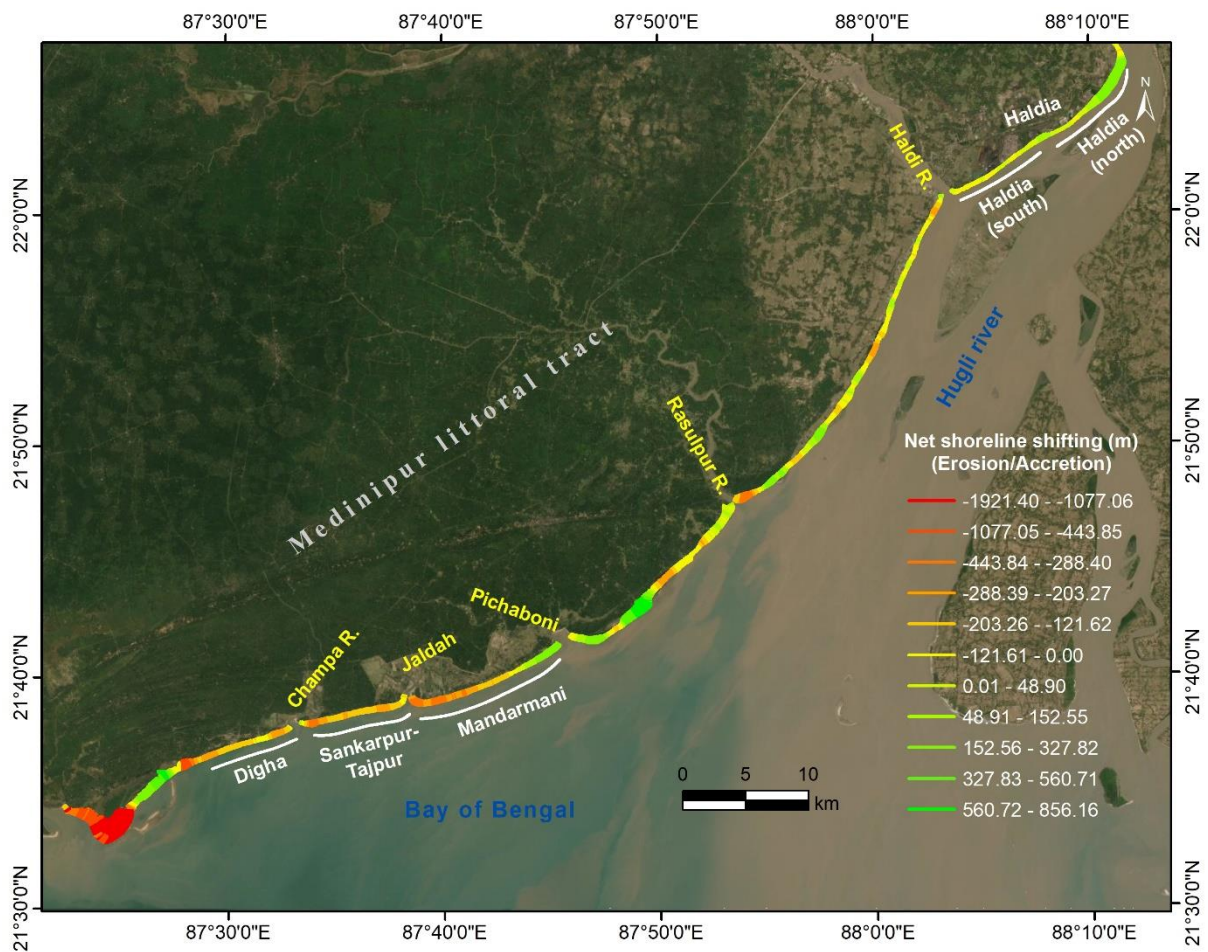 87°30'0"E
87°40'0"E
87°50'0"E
88°0'0"E
88°10'0"E
N
Haldia
Haldia
(north)
Haldi R.
Haldia
(south)
22°0'0"N
22°0'0"N
Medinipur littoral tract
Hugli river
Rasulpur R.
21°50'0"N
21°50'0"N
Net shoreline shifting (m)
(Erosion/Accretion)
-1921.40 - -1077.06
-1077.05 - -443.85
-443.84 - -288.40
-288.39 - -203.27
-203.26 - -121.62
-121.61 - 0.00
0.01 - 48.90
48.91 - 152.55
152.56 - 327.82
327.83 - 560.71
560.72 - 856.16
Pichaboni
Jaldah
Champa R.
21°40'0"N
21°40'0"N
Mandarmani
Sankarpur-
Tajpur
Digha
0 5 10
km
Bay of Bengal
21°30'0"N
21°30'0"N
87°30'0"E
87°40'0"E
87°50'0"E
88°0'0"E
88°10'0"E